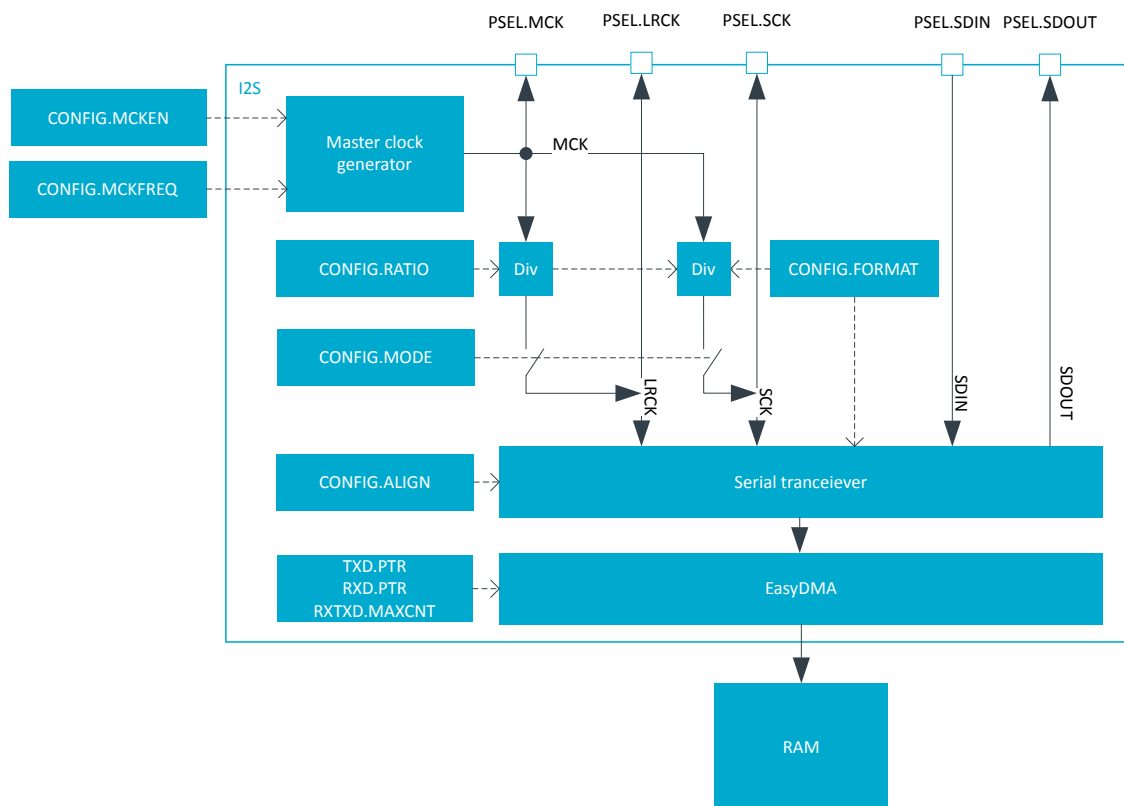 PSEL.MCK
PSEL.LRCK
PSEL.SCK
PSEL.SDIN
PSEL.SDOUT
I2S
CONFIG.MCKEN
CONFIG.MCKFREQ
Master clock
generator
MCK
CONFIG.RATIO
Div
Div
CONFIG.FORMAT
CONFIG.MODE
LRCK
SCK
SDIN
SDOUT
CONFIG.ALIGN
Serial tranceiever
TXD.PTR
RXD.PTR
RXTXD.MAXCNT
EasyDMA
RAM